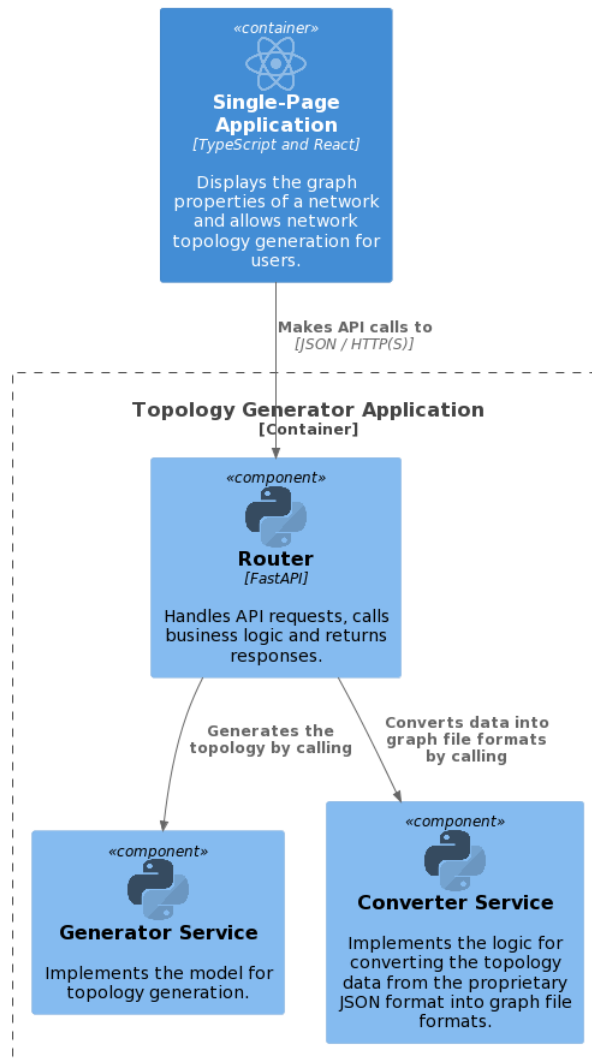 «container»
Single-Page
Application
[TypeScript and React]
Displays the graph
properties of a network
and allows network
topology generation for
users.
Makes API calls to
[JSON / HTTP(S)]
Topology Generator Application
[Container]
«component»
Router
[FastAPI]
Handles API requests, calls
business logic and returns
responses.
Generates the
topology by calling
Converts data into
graph file formats
by calling
«component»
Generator Service
Implements the model for
topology generation.
«component»
Converter Service
Implements the logic for
converting the topology
data from the proprietary
JSON format into graph file
formats.